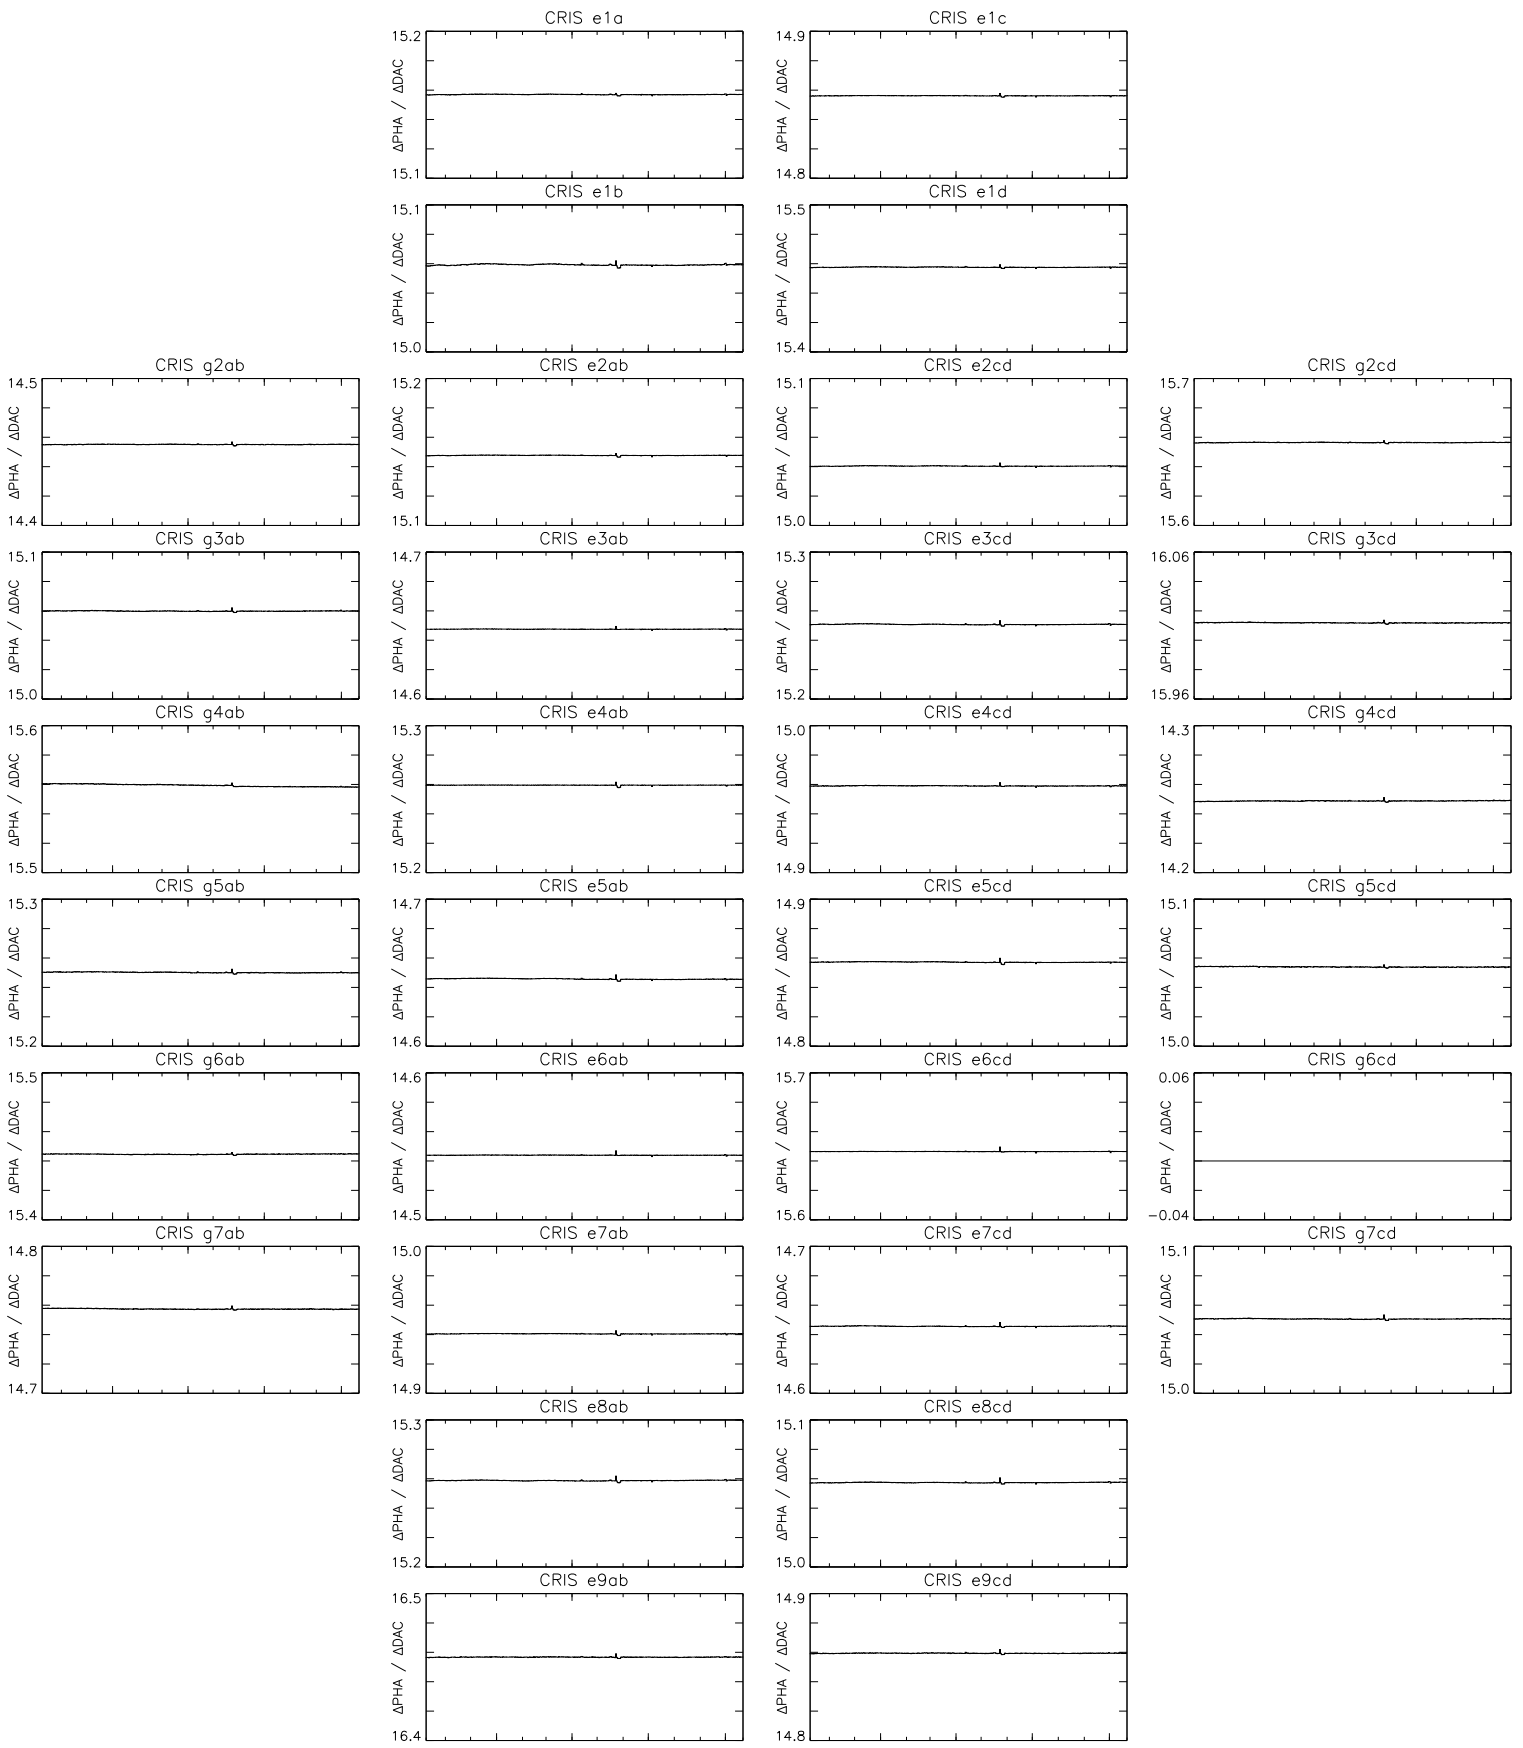 CRIS e1a
15.2
ΔPHA / ΔDAC
15.1
CRIS e1c
14.9
ΔPHA / ΔDAC
14.8
CRIS e1b
15.1
ΔPHA / ΔDAC
15.0
CRIS e1d
15.5
ΔPHA / ΔDAC
15.4
CRIS g2ab
14.5
ΔPHA / ΔDAC
14.4
CRIS e2ab
15.2
ΔPHA / ΔDAC
15.1
CRIS e2cd
15.1
ΔPHA / ΔDAC
15.0
CRIS g2cd
15.7
ΔPHA / ΔDAC
15.6
CRIS g3ab
15.1
ΔPHA / ΔDAC
15.0
CRIS e3ab
14.7
ΔPHA / ΔDAC
14.6
CRIS e3cd
15.3
ΔPHA / ΔDAC
15.2
CRIS g3cd
16.06
ΔPHA / ΔDAC
15.96
CRIS g4ab
15.6
ΔPHA / ΔDAC
15.5
CRIS e4ab
15.3
ΔPHA / ΔDAC
15.2
CRIS e4cd
15.0
ΔPHA / ΔDAC
14.9
CRIS g4cd
14.3
ΔPHA / ΔDAC
14.2
CRIS g5ab
15.3
ΔPHA / ΔDAC
15.2
CRIS e5ab
14.7
ΔPHA / ΔDAC
14.6
CRIS e5cd
14.9
ΔPHA / ΔDAC
14.8
CRIS g5cd
15.1
ΔPHA / ΔDAC
15.0
CRIS g6ab
15.5
ΔPHA / ΔDAC
15.4
CRIS e6ab
14.6
ΔPHA / ΔDAC
14.5
CRIS e6cd
15.7
ΔPHA / ΔDAC
15.6
CRIS g6cd
0.06
ΔPHA / ΔDAC
−0.04
CRIS g7ab
14.8
ΔPHA / ΔDAC
14.7
CRIS e7ab
15.0
ΔPHA / ΔDAC
14.9
CRIS e7cd
14.7
ΔPHA / ΔDAC
14.6
CRIS g7cd
15.1
ΔPHA / ΔDAC
15.0
CRIS e8ab
15.3
ΔPHA / ΔDAC
15.2
CRIS e8cd
15.1
ΔPHA / ΔDAC
15.0
CRIS e9ab
16.5
ΔPHA / ΔDAC
16.4
CRIS e9cd
14.9
ΔPHA / ΔDAC
14.8